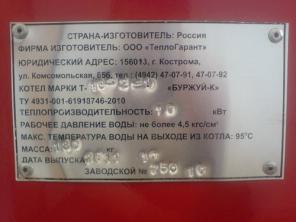 СТРАНА-ИЗГОТОВИТЕЛЬ: Россия
ФИРМА ИЗГОТОВИТЕЛЬ: ООО «ТеплоГарант»
ЮРИДИЧЕСКИЙ АДРЕС: 156013, г. Кострома,
ул. Комсомольская, 65б, тел.: (4942) 47-07-91, 47-07-92
КОТЕЛ МАРКИ Т- «БУРЖУЙ-К»
ТУ 4931-001-61918746-2010
ТЕПЛОПРОИЗВОДИТЕЛЬНОСТЬ: 10 кВт
РАБОЧЕЕ ДАВЛЕНИЕ ВОДЫ: не более 4,5 кгс/см²
МАКС. ТЕМПЕРАТУРА ВОДЫ НА ВЫХОДЕ ИЗ КОТЛА: 95°С
МАССА: кг.
ДАТА ВЫПУСКА
ЗАВОДСКОЙ №